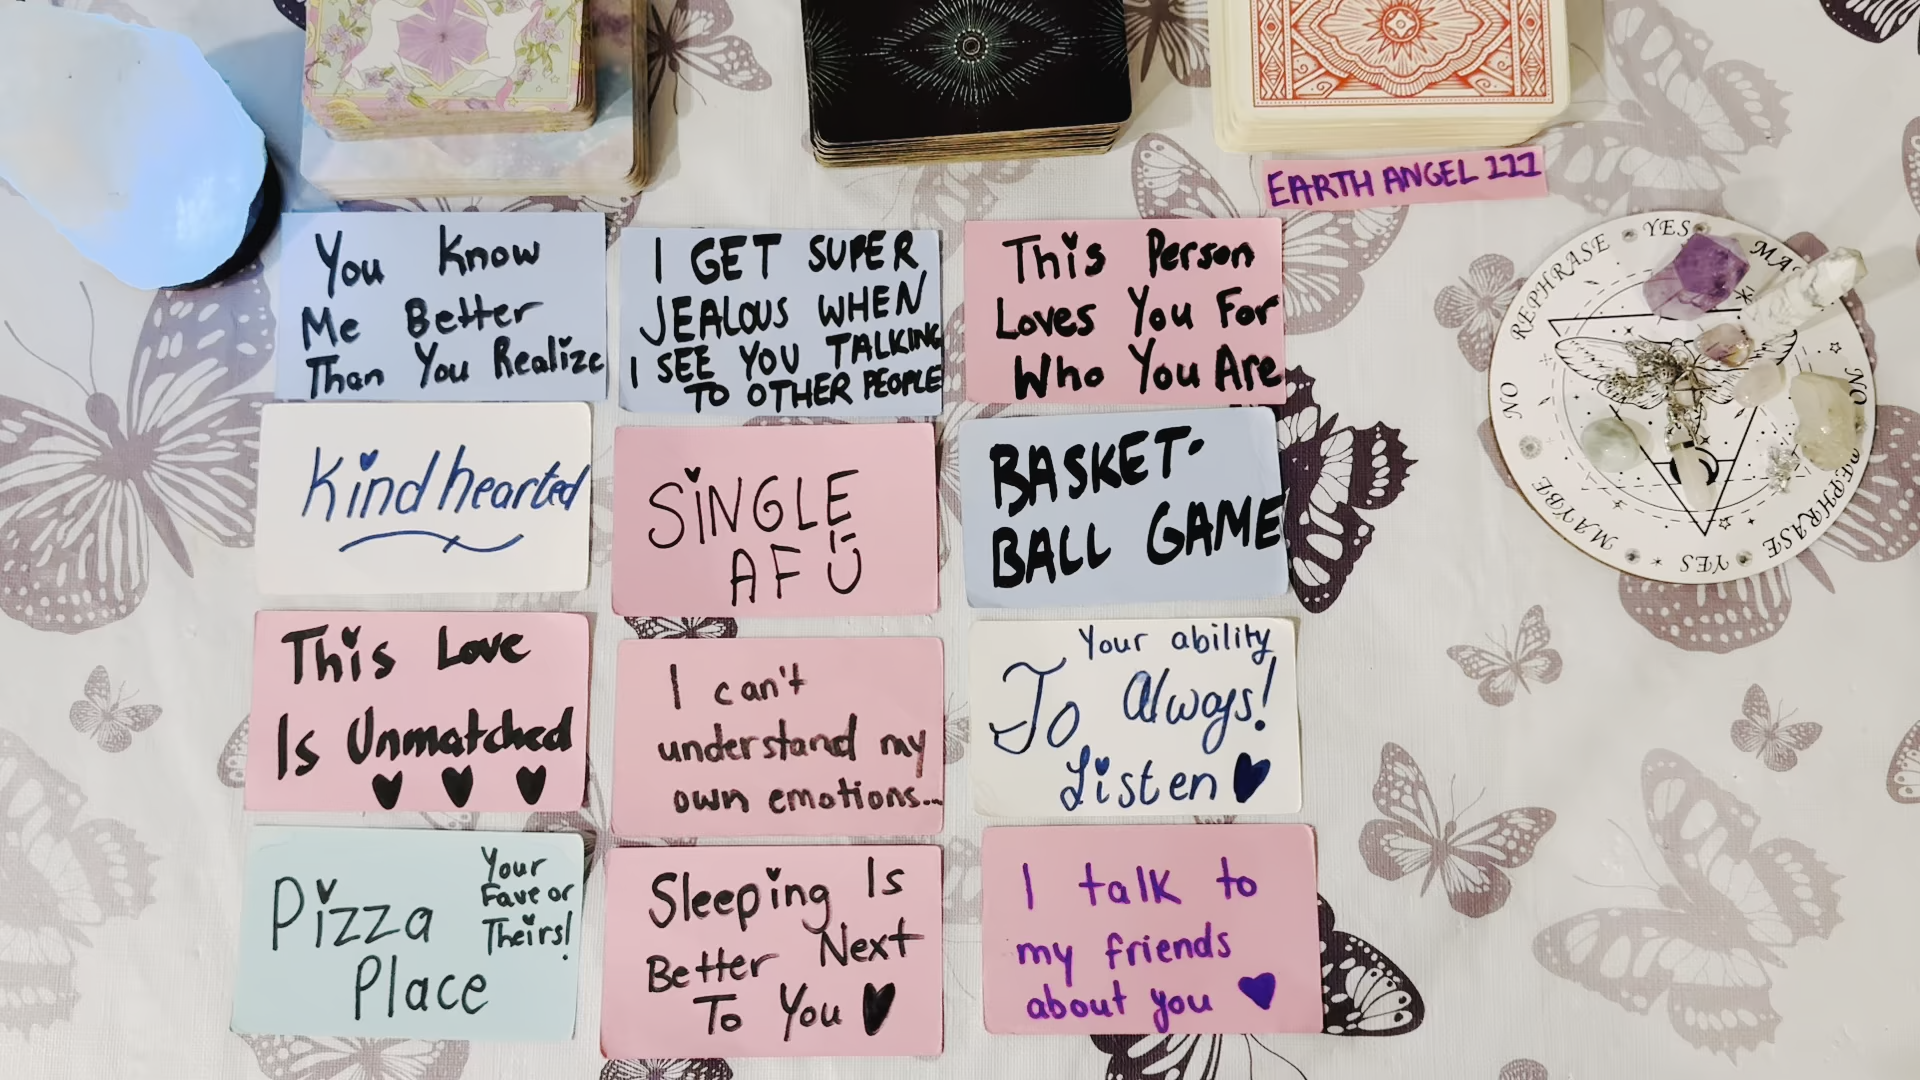 EARTH ANGEL 111
You Know
Me Better
Than You Realize
I GET SUPER
JEALOUS WHEN
I SEE YOU TALKING
TO OTHER PEOPLE
This Person
Loves You For
Who You Are
Kindhearted
SiNGLE
AF
BASKET-
BALL GAME
This Love
Is Unmatched
I can't
understand my
own emotions...
Your ability
To Always!
Listen
Pizza
Place
Your
Fave or
Theirs!
Sleeping Is
Better Next
To You
I talk to
my friends
about you
REPHRASE
YES
NO
NO
MAYBE
YES
REPHRASE